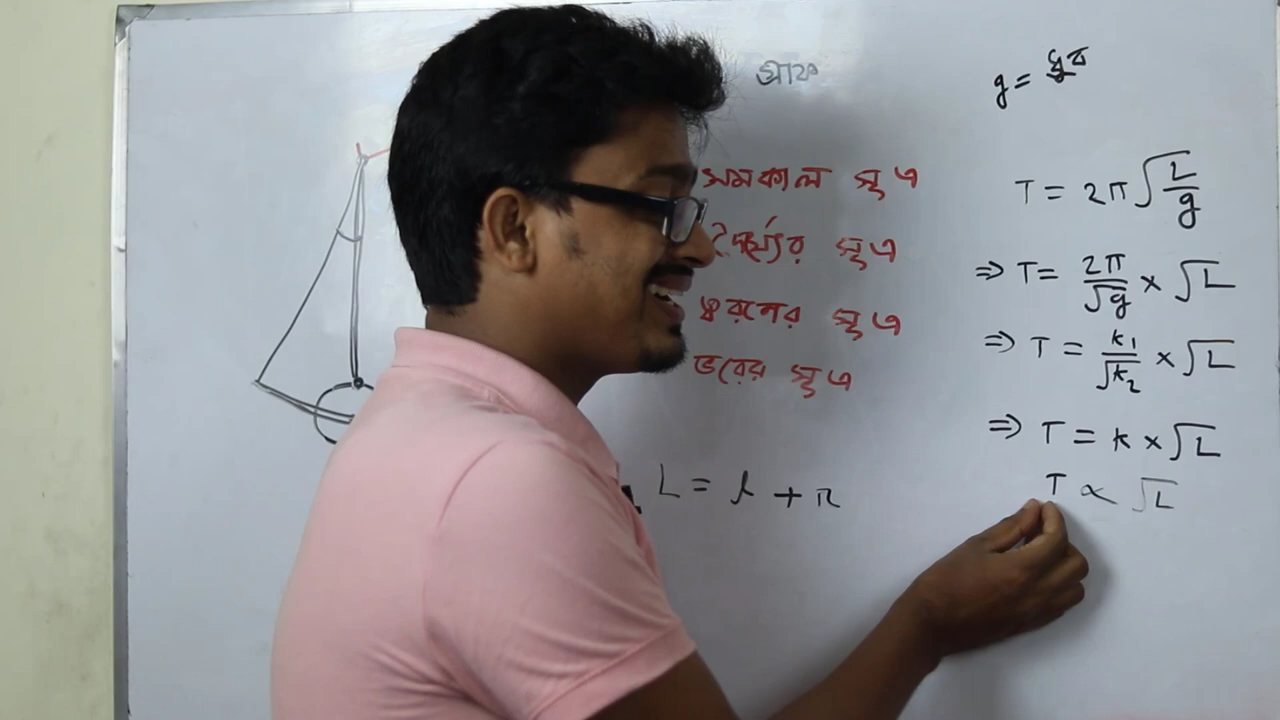 গ্রাফ
g = ধ্রুব
সমকাল সূত্র
দৈর্ঘ্যের সূত্র
ত্বরণের সূত্র
ভরের সূত্র
L = l + r
T = 2π √(L/g)
⇒ T = 2π/√g × √L
⇒ T = k₁/√k₂ × √L
⇒ T = k × √L
T ∝ √L